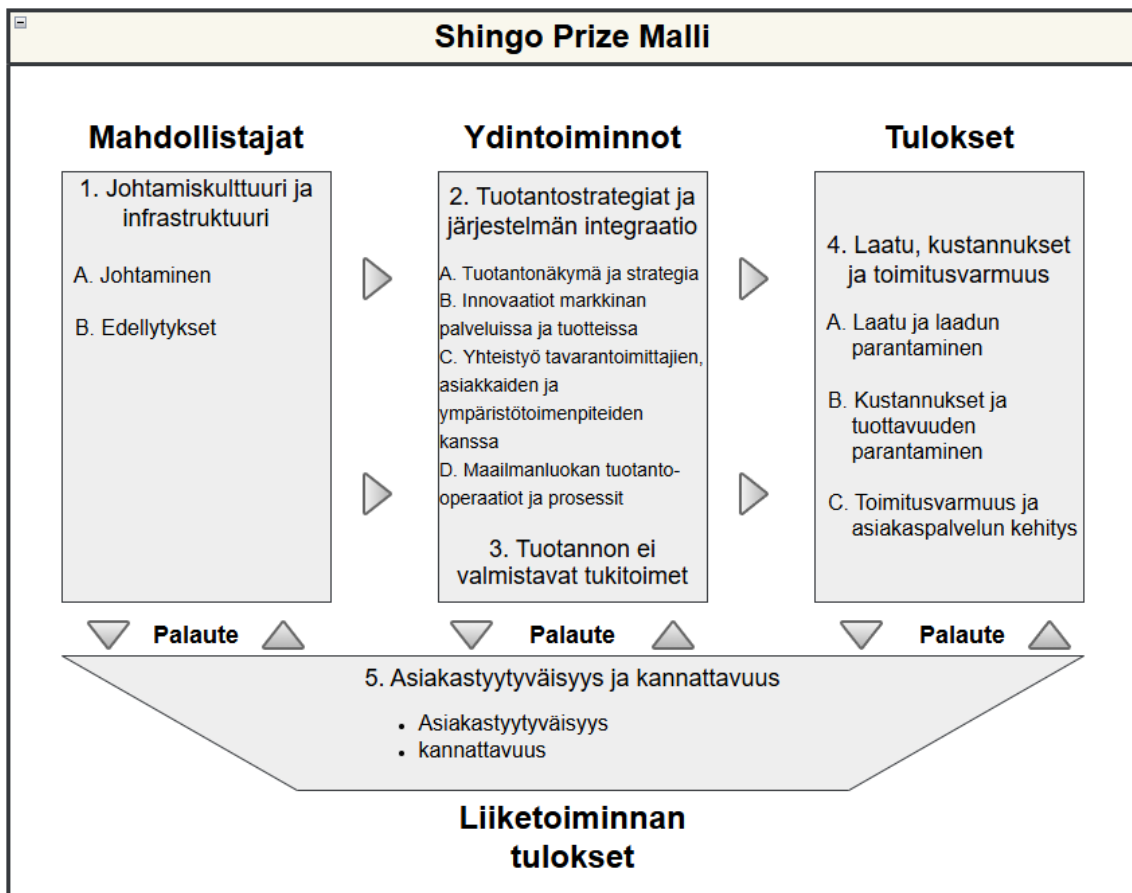 Shingo Prize Malli
Mahdollistajat
1. Johtamiskulttuuri ja
infrastruktuuri
A. Johtaminen
B. Edellytykset
Ydintoiminnot
2. Tuotantostrategiat ja
järjestelmän integraatio
A. Tuotantonäkymä ja strategia
B. Innovaatiot markkinan
palveluissa ja tuotteissa
C. Yhteistyö tavarantoimittajien,
asiakkaiden ja
ympäristötoimenpiteiden
kanssa
D. Maailmanluokan tuotanto-
operaatiot ja prosessit
3. Tuotannon ei
valmistavat tukitoimet
Tulokset
4. Laatu, kustannukset
ja toimitusvarmuus
A. Laatu ja laadun
parantaminen
B. Kustannukset ja
tuottavuuden
parantaminen
C. Toimitusvarmuus ja
asiakaspalvelun kehitys
Palaute
Palaute
Palaute
5. Asiakastyytyväisyys ja kannattavuus
• Asiakastyytyväisyys
• kannattavuus
Liiketoiminnan
tulokset